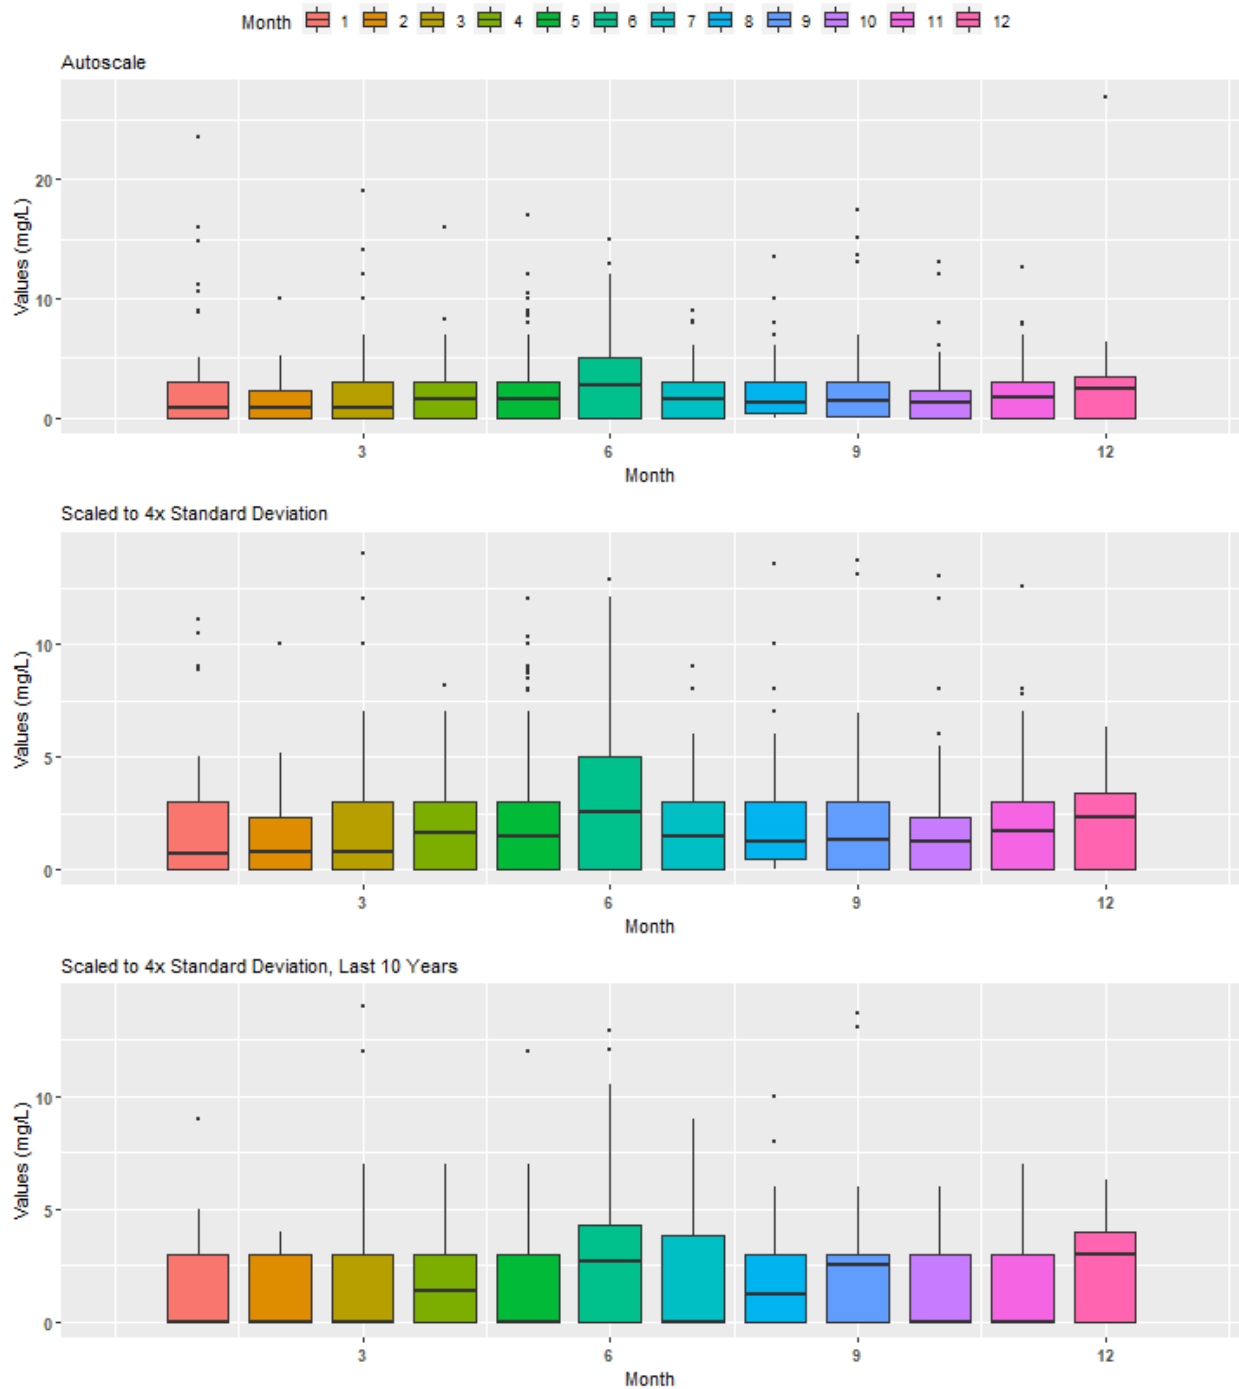 Month 1 2 3 4 5 6 7 8 9 10 11 12
Autoscale
Values (mg/L)
20
10
0
3 6 9 12
Month
Scaled to 4x Standard Deviation
Values (mg/L)
10
5
0
3 6 9 12
Month
Scaled to 4x Standard Deviation, Last 10 Years
Values (mg/L)
10
5
0
3 6 9 12
Month